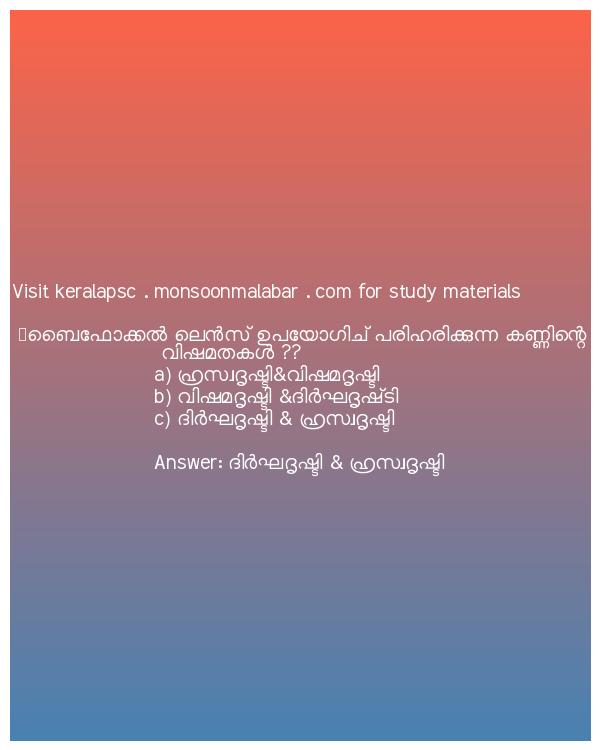 Visit keralapsc . monsoonmalabar . com for study materials
ബൈഫോക്കൽ ലെൻസ് ഉപയോഗിച് പരിഹരിക്കുന്ന കണ്ണിന്റെ
വിഷമതകൾ ??
a) ഹ്രസ്വദൃഷ്ടി&വിഷമദൃഷ്ടി
b) വിഷമദൃഷ്ടി &ദിർഘദൃഷ്‌ടി
c) ദിർഘദൃഷ്ടി & ഹ്രസ്വദൃഷ്ടി
Answer: ദിർഘദൃഷ്ടി & ഹ്രസ്വദൃഷ്ടി